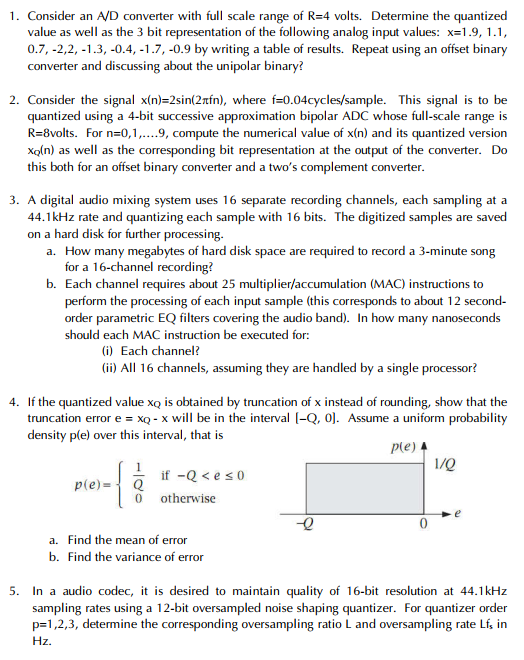 1. Consider an A/D converter with full scale range of R=4 volts. Determine the quantized
value as well as the 3 bit representation of the following analog input values: x=1.9, 1.1,
0.7, -2,2, -1.3, -0.4, -1.7, -0.9 by writing a table of results. Repeat using an offset binary
converter and discussing about the unipolar binary?
2. Consider the signal x(n)=2sin(2πfn), where f=0.04cycles/sample. This signal is to be
quantized using a 4-bit successive approximation bipolar ADC whose full-scale range is
R=8volts. For n=0,1,....9, compute the numerical value of x(n) and its quantized version
xQ(n) as well as the corresponding bit representation at the output of the converter. Do
this both for an offset binary converter and a two's complement converter.
3. A digital audio mixing system uses 16 separate recording channels, each sampling at a
44.1kHz rate and quantizing each sample with 16 bits. The digitized samples are saved
on a hard disk for further processing.
a. How many megabytes of hard disk space are required to record a 3-minute song
for a 16-channel recording?
b. Each channel requires about 25 multiplier/accumulation (MAC) instructions to
perform the processing of each input sample (this corresponds to about 12 second-
order parametric EQ filters covering the audio band). In how many nanoseconds
should each MAC instruction be executed for:
(i) Each channel?
(ii) All 16 channels, assuming they are handled by a single processor?
4. If the quantized value xQ is obtained by truncation of x instead of rounding, show that the
truncation error e = xQ - x will be in the interval [-Q, 0]. Assume a uniform probability
density p(e) over this interval, that is
p(e) = { 1/Q if -Q < e ≤ 0
0 otherwise
p(e)
1/Q
-Q 0 e
a. Find the mean of error
b. Find the variance of error
5. In a audio codec, it is desired to maintain quality of 16-bit resolution at 44.1kHz
sampling rates using a 12-bit oversampled noise shaping quantizer. For quantizer order
p=1,2,3, determine the corresponding oversampling ratio L and oversampling rate Lfs in
Hz.